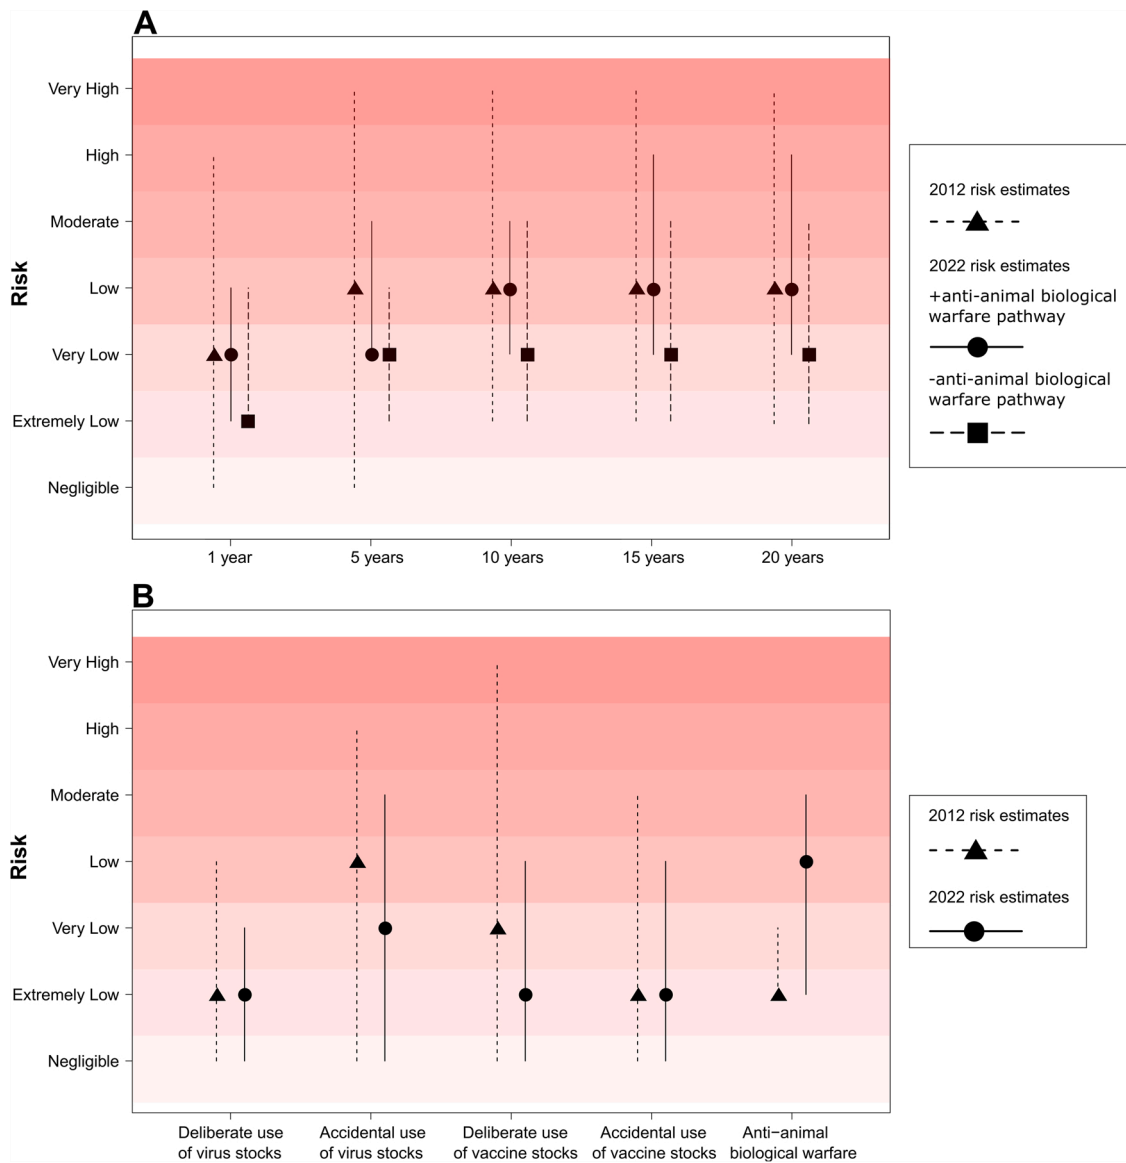 A
Risk
Very High
High
Moderate
Low
Very Low
Extremely Low
Negligible
1 year
5 years
10 years
15 years
20 years
2012 risk estimates
2022 risk estimates
+anti-animal biological
warfare pathway
-anti-animal biological
warfare pathway
B
Risk
Very High
High
Moderate
Low
Very Low
Extremely Low
Negligible
Deliberate use
of virus stocks
Accidental use
of virus stocks
Deliberate use
of vaccine stocks
Accidental use
of vaccine stocks
Anti−animal
biological warfare
2012 risk estimates
2022 risk estimates